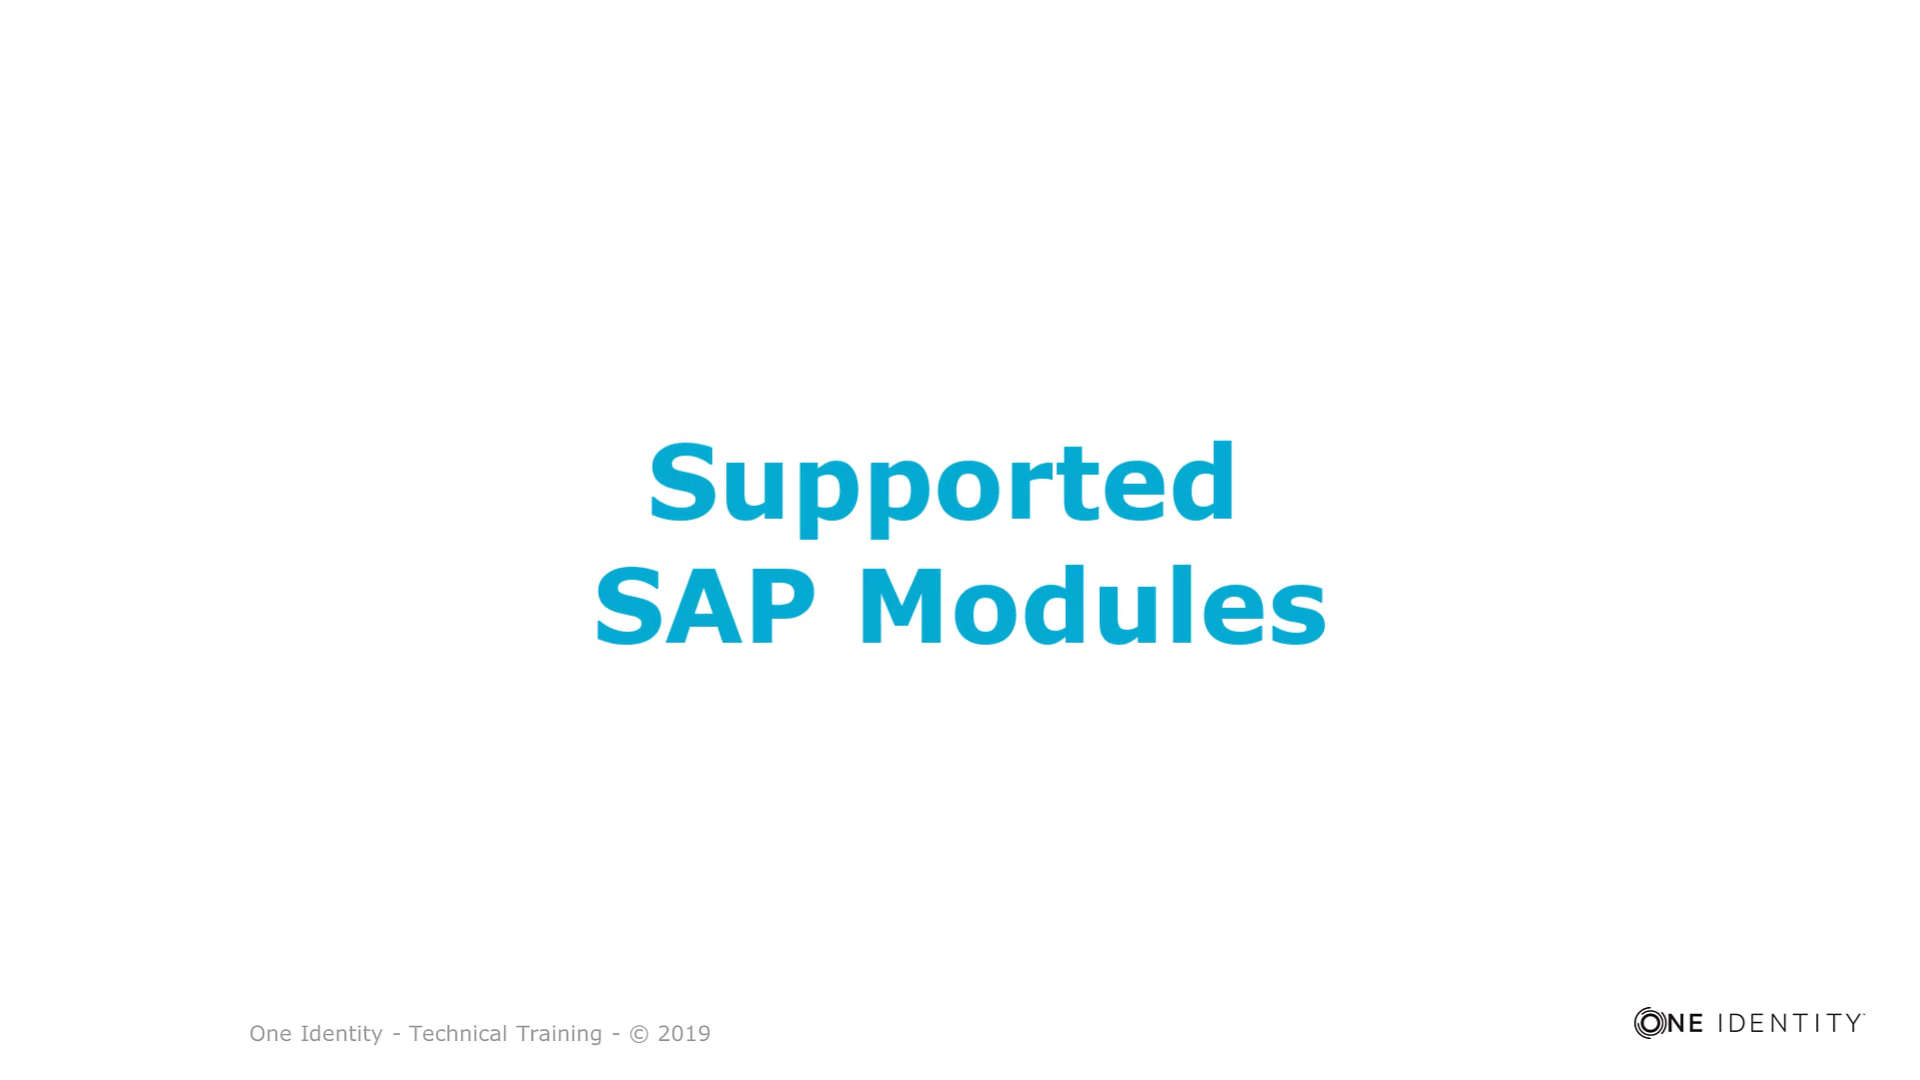 Supported
SAP Modules
One Identity - Technical Training - © 2019
ONE IDENTITY